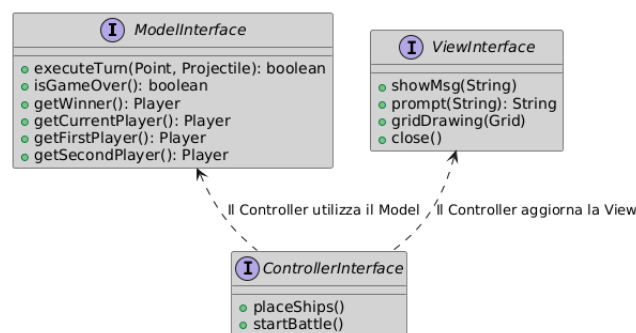 I ModelInterface
executeTurn(Point, Projectile): boolean
isGameOver(): boolean
getWinner(): Player
getCurrentPlayer(): Player
getFirstPlayer(): Player
getSecondPlayer(): Player
I ViewInterface
showMsg(String)
prompt(String): String
gridDrawing(Grid)
close()
Il Controller utilizza il Model
Il Controller aggiorna la View
I ControllerInterface
placeShips()
startBattle()